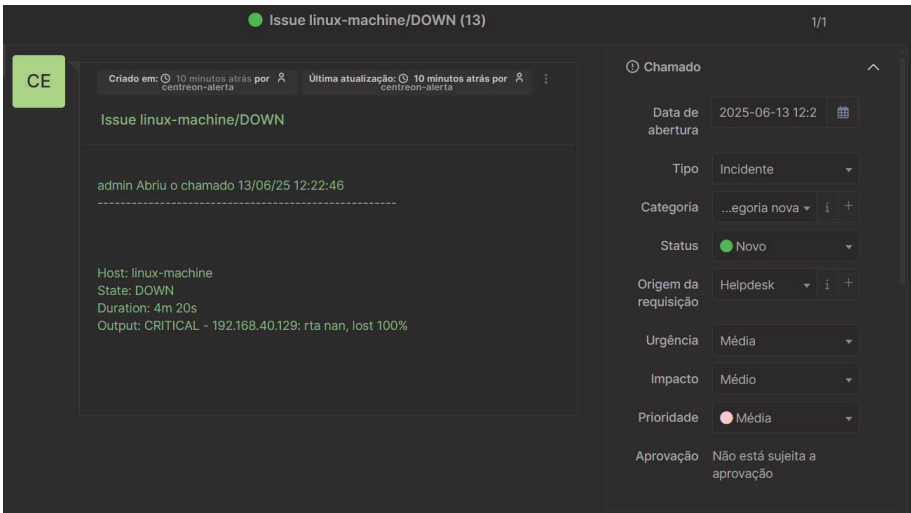 Issue linux-machine/DOWN (13)
1/1
CE
Criado em: 10 minutos atrás por
centreon-alerta
Última atualização: 10 minutos atrás por
centreon-alerta
Issue linux-machine/DOWN
admin Abriu o chamado 13/06/25 12:22:46
----------------------------------------------------
Host: linux-machine
State: DOWN
Duration: 4m 20s
Output: CRITICAL - 192.168.40.129: rta nan, lost 100%
Chamado
Data de
abertura
2025-06-13 12:2
Tipo
Incidente
Categoria
...egoria nova
i +
Status
Novo
Origem da
requisição
Helpdesk
i +
Urgência
Média
Impacto
Médio
Prioridade
Média
Aprovação
Não está sujeita a
aprovação